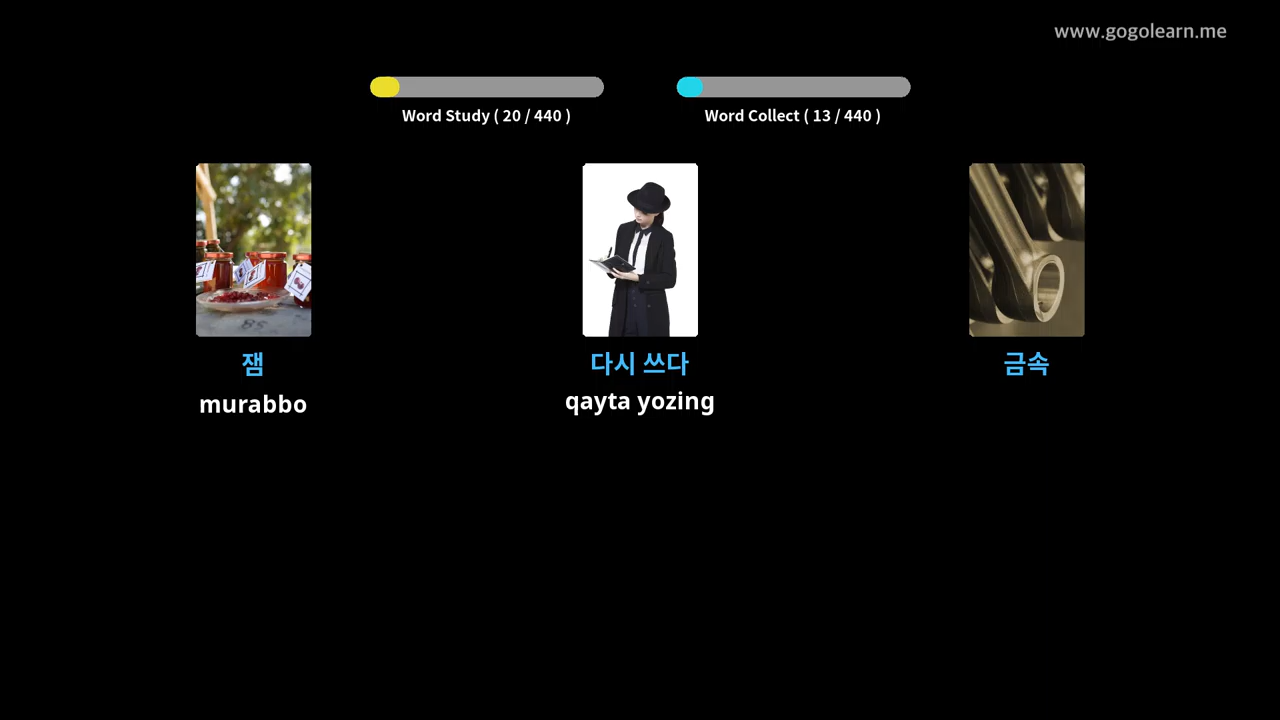 www.gogolearn.me
Word Study ( 20 / 440 )
Word Collect ( 13 / 440 )
잼
murabbo
다시 쓰다
qayta yozing
금속